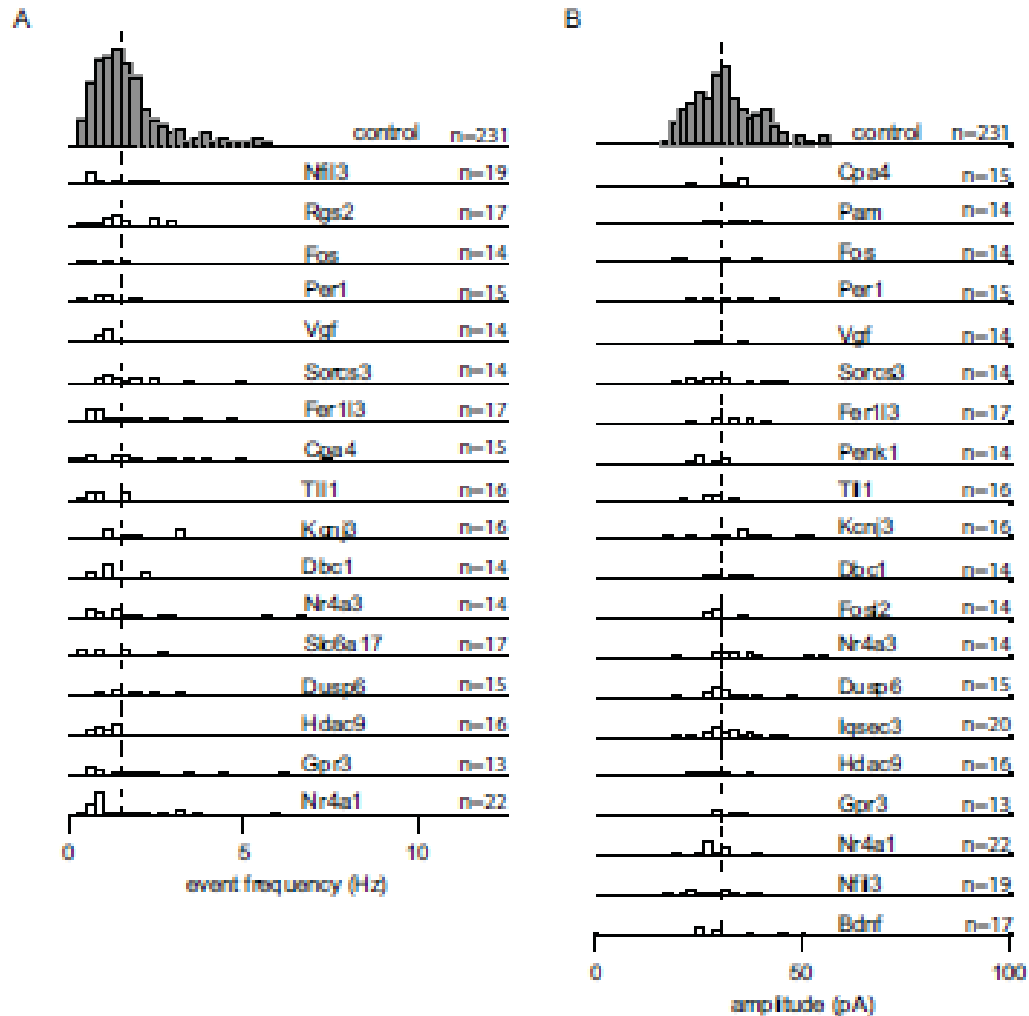 A
control n=231
Nfil3 n=19
Rgs2 n=17
Fos n=14
Per1 n=15
Vgf n=14
Sorcs3 n=14
Fer1l3 n=17
Cpa4 n=15
Tll1 n=16
Kcnj3 n=16
Dbc1 n=14
Nr4a3 n=14
Slc6a17 n=17
Dusp6 n=15
Hdac9 n=16
Gpr3 n=13
Nr4a1 n=22
0 5 10
event frequency (Hz)
B
control n=231
Cpa4 n=15
Pam n=14
Fos n=14
Per1 n=15
Vgf n=14
Sorcs3 n=14
Fer1l3 n=17
Penk1 n=14
Tll1 n=16
Kcnj3 n=16
Dbc1 n=14
Fosl2 n=14
Nr4a3 n=14
Dusp6 n=15
Iqsec3 n=20
Hdac9 n=16
Gpr3 n=13
Nr4a1 n=22
Nfil3 n=19
Bdnf n=17
0 50 100
amplitude (pA)